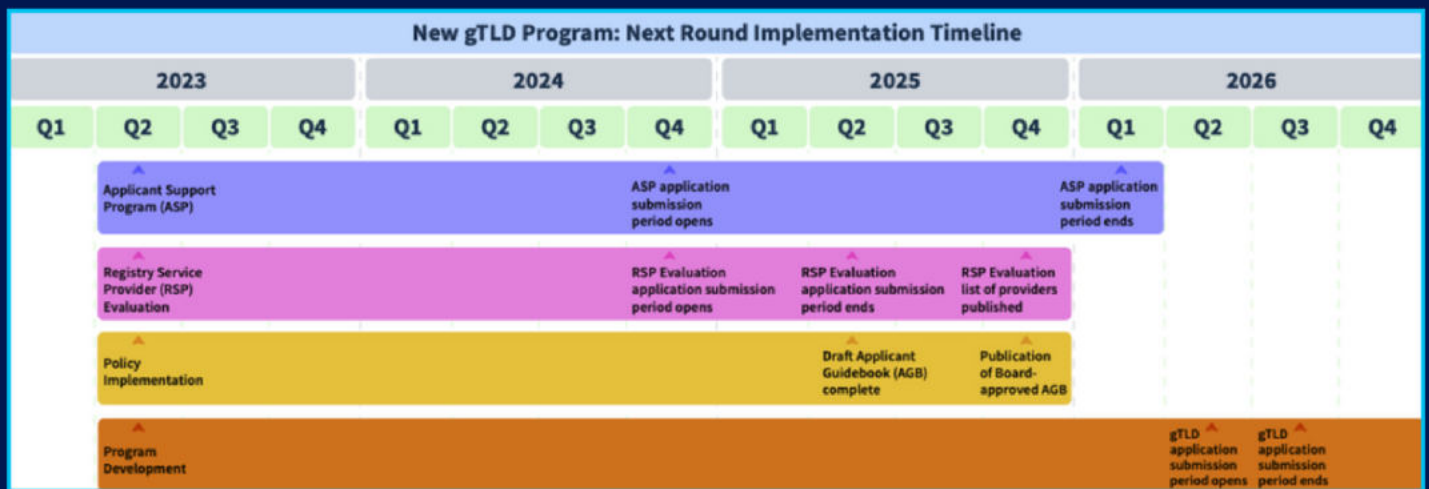 New gTLD Program: Next Round Implementation Timeline
2023 2024 2025 2026
Q1 Q2 Q3 Q4 Q1 Q2 Q3 Q4 Q1 Q2 Q3 Q4 Q1 Q2 Q3 Q4
Applicant Support
Program (ASP)
ASP application
submission
period opens
ASP application
submission
period ends
Registry Service
Provider (RSP)
Evaluation
RSP Evaluation
application submission
period opens
RSP Evaluation
application submission
period ends
RSP Evaluation
list of providers
published
Policy
Implementation
Draft Applicant
Guidebook (AGB)
complete
Publication
of Board-
approved AGB
Program
Development
gTLD
application
submission
period opens
gTLD
application
submission
period ends